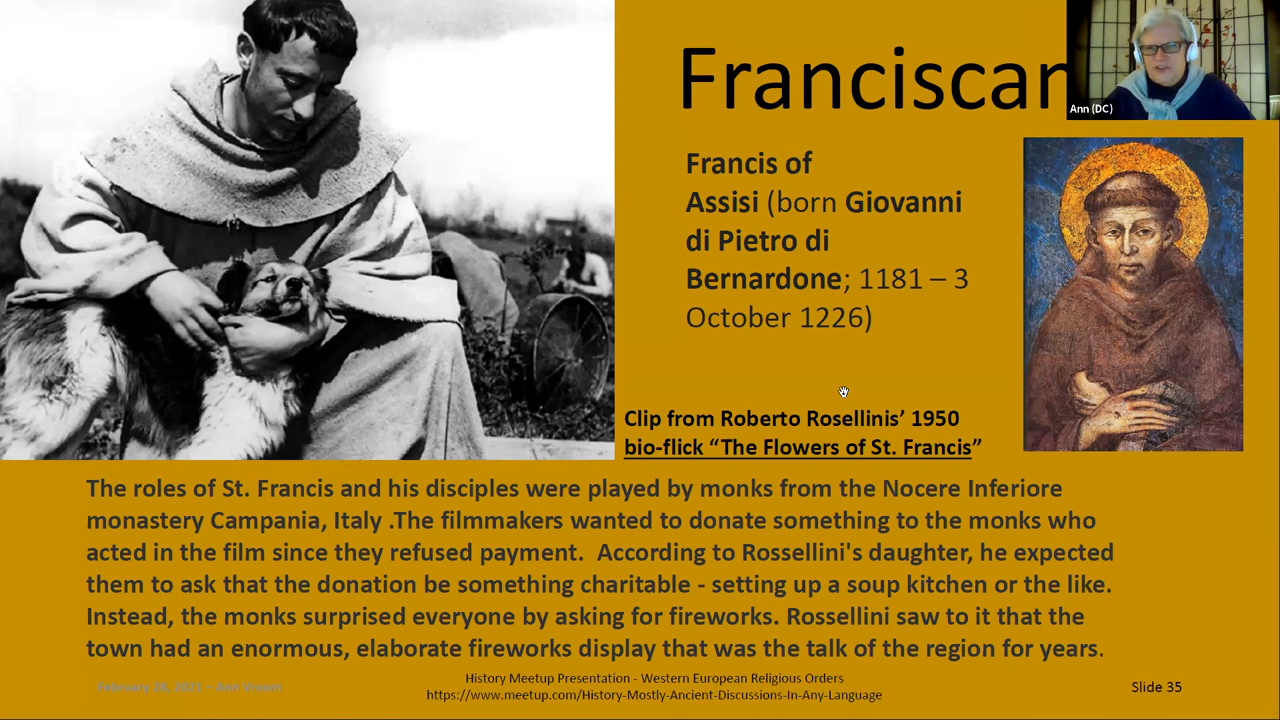 Franciscan
Ann (DC)
Francis of
Assisi (born Giovanni
di Pietro di
Bernardone; 1181 – 3
October 1226)
Clip from Roberto Rosellinis’ 1950
bio-flick “The Flowers of St. Francis”
The roles of St. Francis and his disciples were played by monks from the Nocere Inferiore
monastery Campania, Italy .The filmmakers wanted to donate something to the monks who
acted in the film since they refused payment.  According to Rossellini's daughter, he expected
them to ask that the donation be something charitable - setting up a soup kitchen or the like.
Instead, the monks surprised everyone by asking for fireworks. Rossellini saw to it that the
town had an enormous, elaborate fireworks display that was the talk of the region for years.
History Meetup Presentation - Western European Religious Orders
https://www.meetup.com/History-Mostly-Ancient-Discussions-In-Any-Language
Slide 35